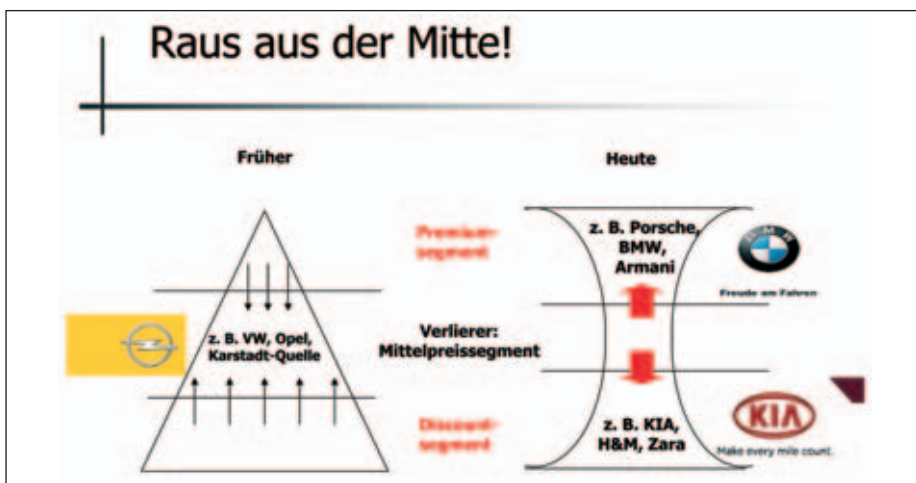 Raus aus der Mitte!
Früher
Heute
Premium-
segment
z. B. Porsche,
BMW,
Armani
BMW
Freude am Fahren
z. B. VW, Opel,
Karstadt-Quelle
Verlierer:
Mittelpreissegment
Discount-
segment
z. B. KIA,
H&M, Zara
KIA
Make every mile count.